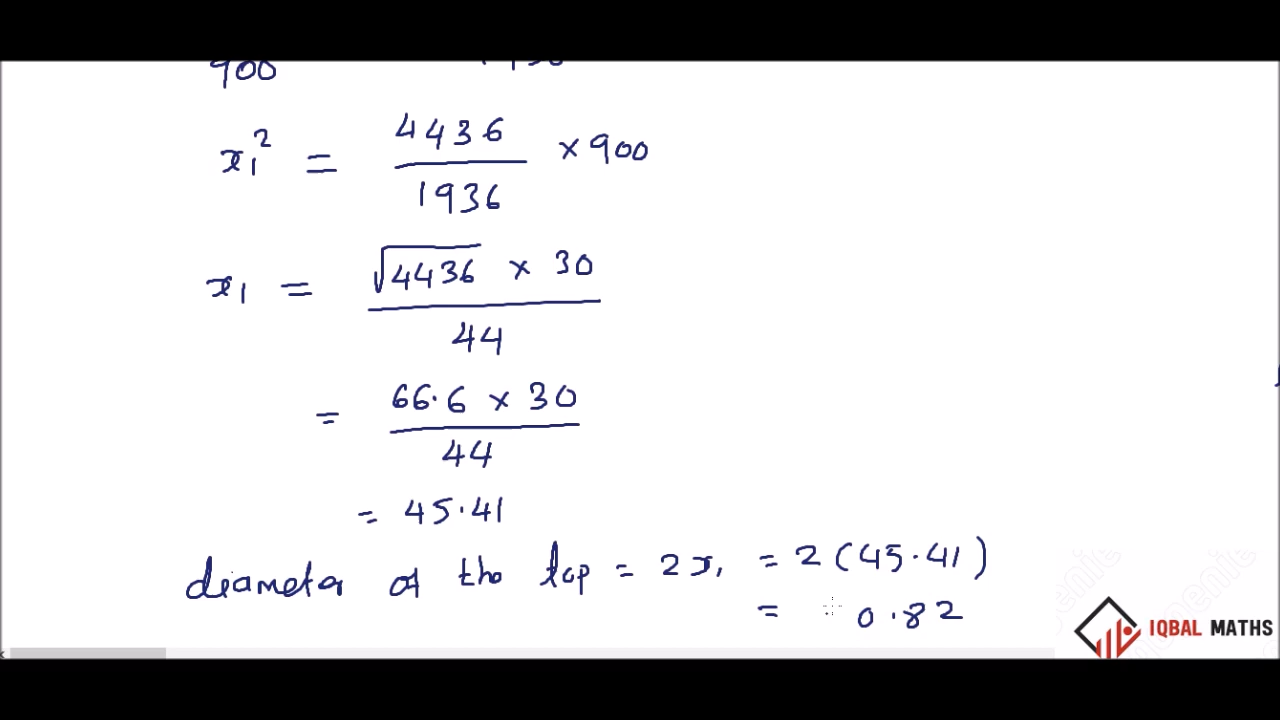 900
x₁² = 4436/1936 × 900
x₁ = √4436 × 30 / 44
= 66.6 × 30 / 44
= 45.41
diameter of the top = 2x₁ = 2(45.41)
= 0.82
IQBAL MATHS